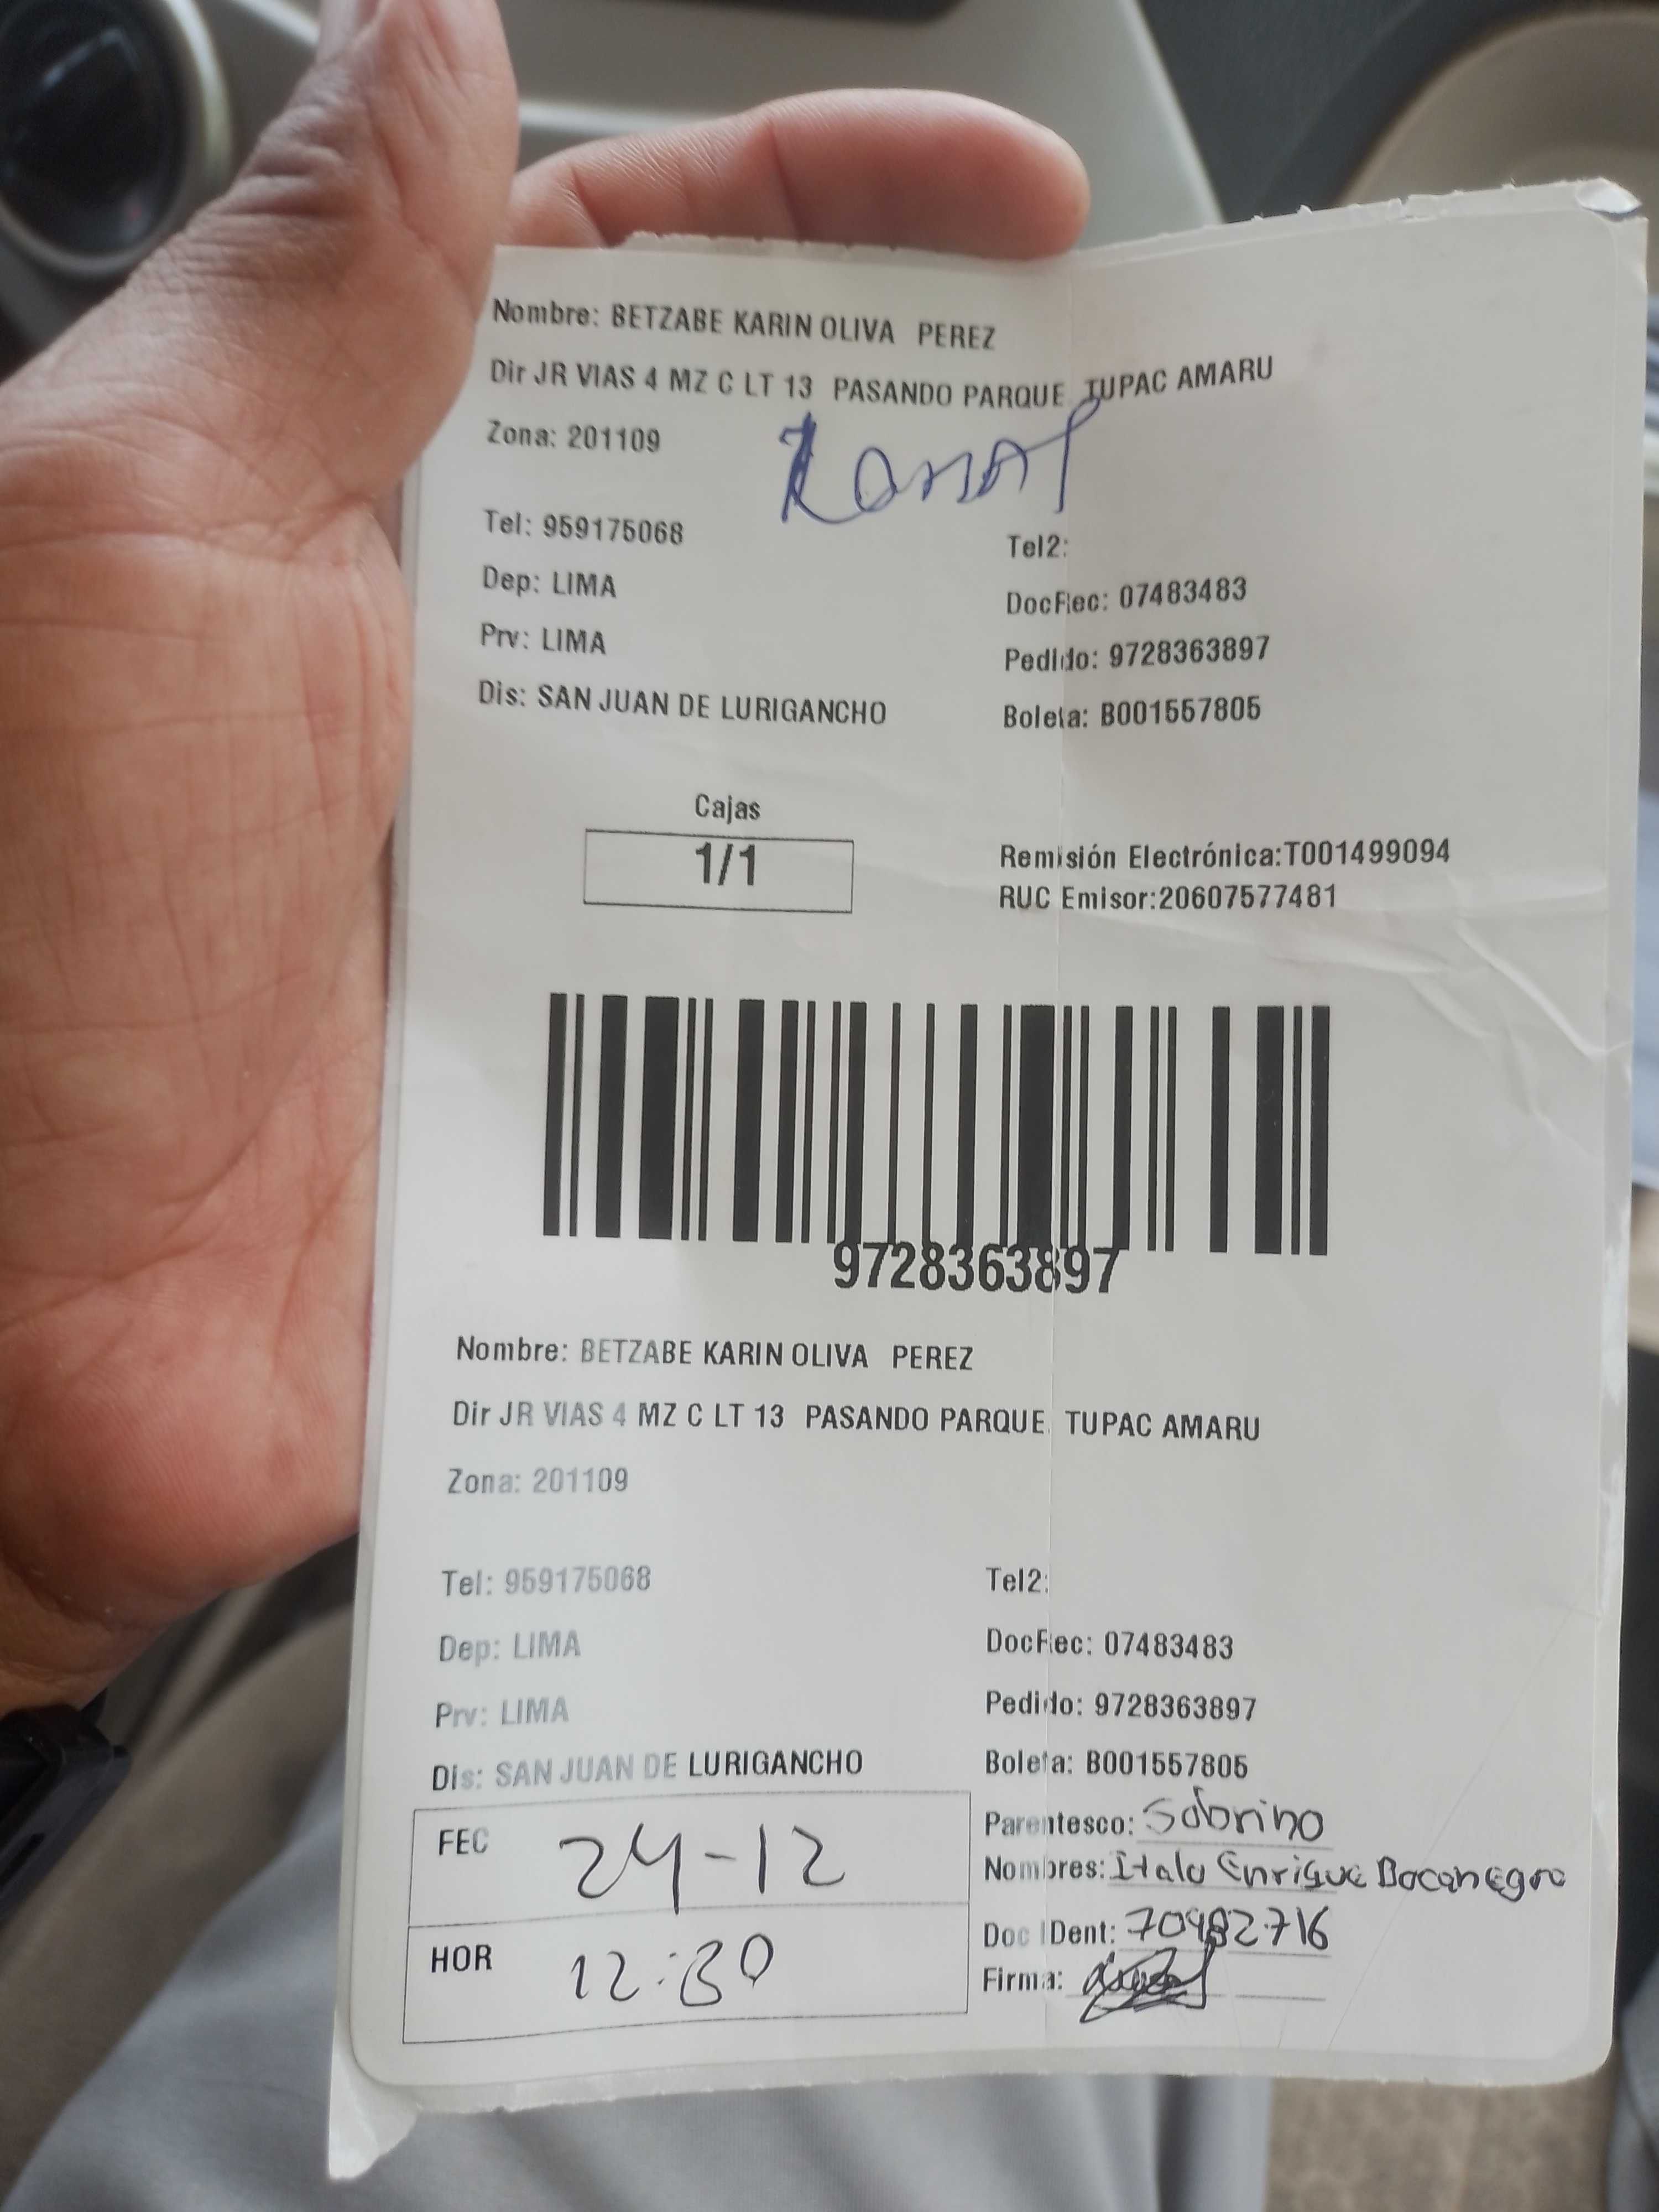 Nombre: BETZABE KARIN OLIVA PEREZ
Dir JR VIAS 4 MZ C LT 13 PASANDO PARQUE TUPAC AMARU
Zona: 201109
Tel: 959175068
Tel2:
Dep: LIMA
DocRec: 07483483
Prv: LIMA
Pedido: 9728363897
Dis: SAN JUAN DE LURIGANCHO
Boleta: B001557805
Cajas
1/1
Remisión Electrónica:T001499094
RUC Emisor:20607577481
9728363897
Nombre: BETZABE KARIN OLIVA PEREZ
Dir JR VIAS 4 MZ C LT 13 PASANDO PARQUE TUPAC AMARU
Zona: 201109
Tel: 959175068
Tel2:
Dep: LIMA
DocRec: 07483483
Prv: LIMA
Pedido: 9728363897
Dis: SAN JUAN DE LURIGANCHO
Boleta: B001557805
FEC 24-12
HOR 12:30
Parentesco: Sobrino
Nombres: Italo Enrique Bocanegra
Doc IDent: 70982716
Firma: